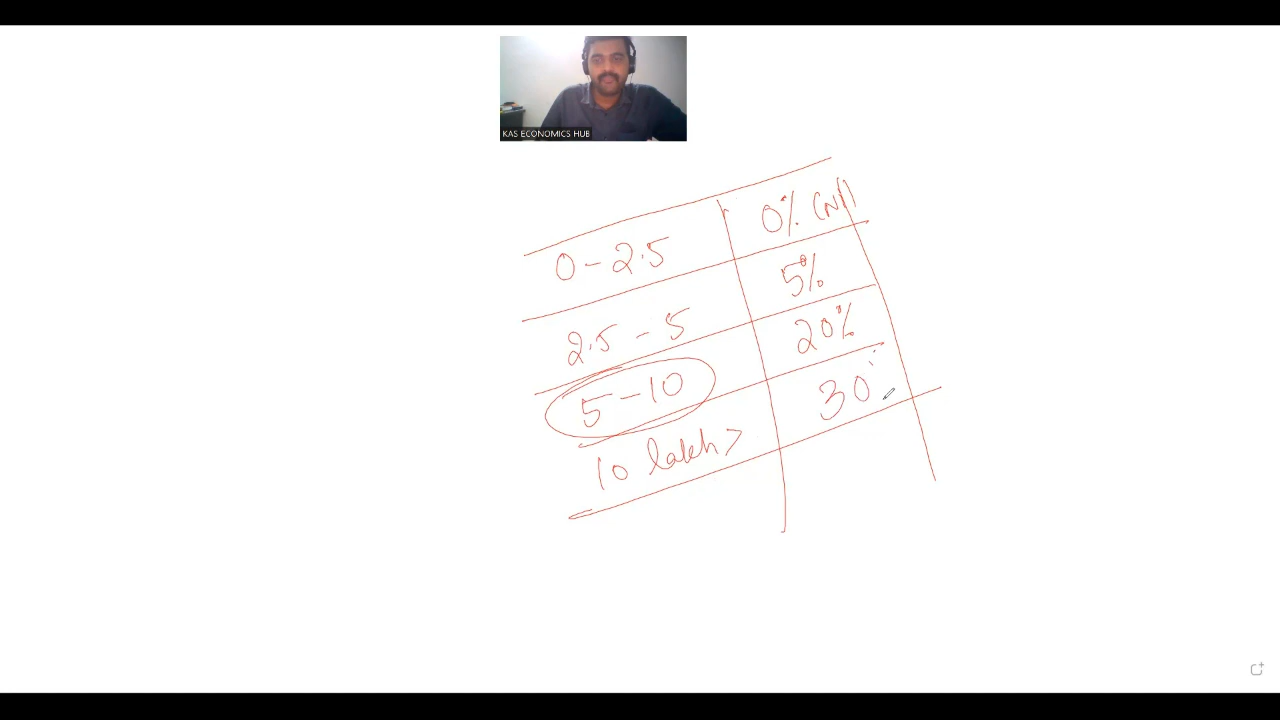 KAS ECONOMICS HUB
0-2.5 0% (Nil)
2.5-5 5%
5-10 20%
10 lakh> 30